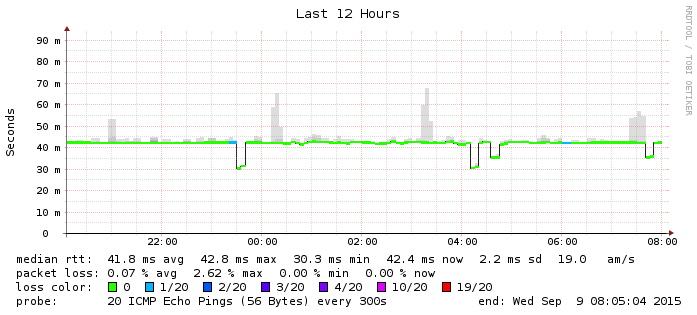 Last 12 Hours
RRDTOOL / TOBI OETIKER
Seconds
90 m
80 m
70 m
60 m
50 m
40 m
30 m
20 m
10 m
0
22:00 00:00 02:00 04:00 06:00 08:00
median rtt: 41.8 ms avg 42.8 ms max 30.3 ms min 42.4 ms now 2.2 ms sd 19.0 am/s
packet loss: 0.07 % avg 2.62 % max 0.00 % min 0.00 % now
loss color: 0 1/20 2/20 3/20 4/20 10/20 19/20
probe: 20 ICMP Echo Pings (56 Bytes) every 300s end: Wed Sep 9 08:05:04 2015